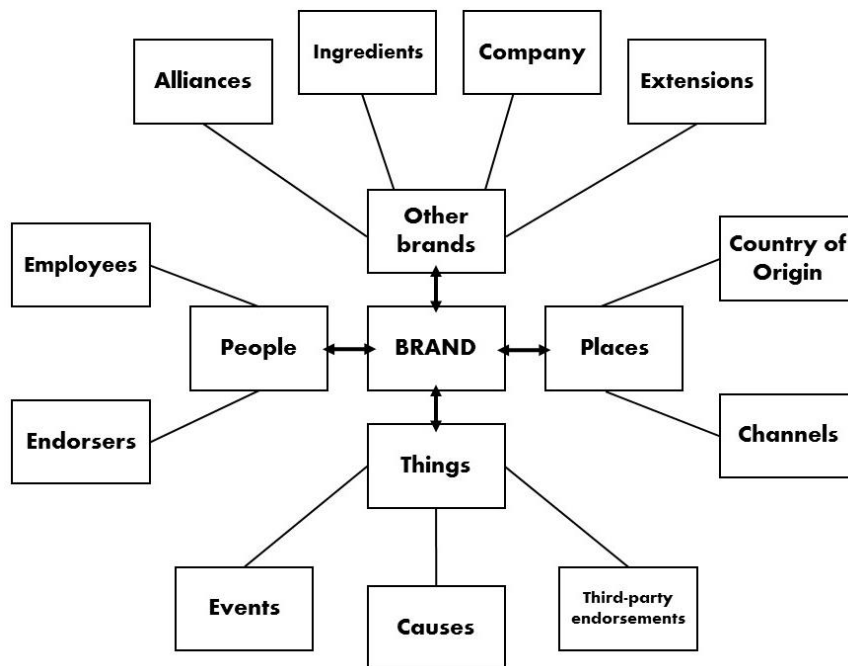 Ingredients
Company
Alliances
Extensions
Other
brands
Country of
Origin
Employees
People
BRAND
Places
Endorsers
Channels
Things
Events
Causes
Third-party
endorsements